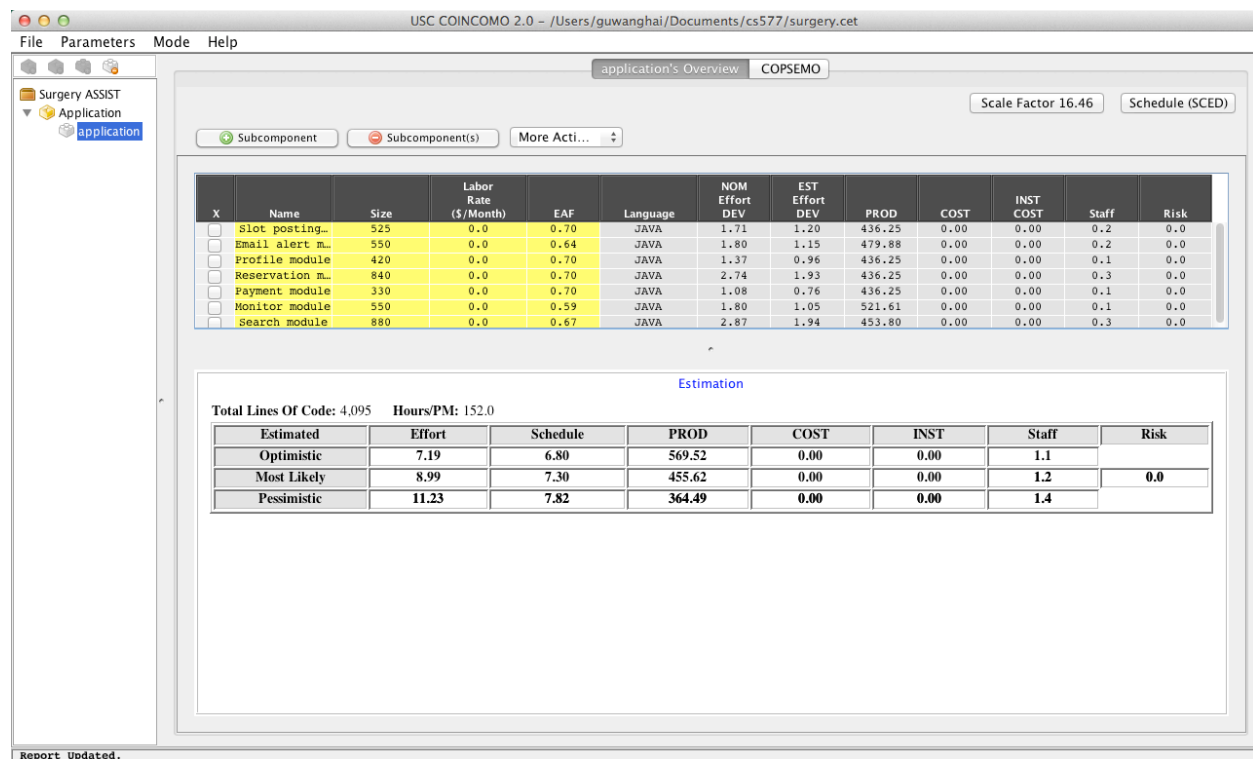 USC COINCOMO 2.0 – /Users/guwanghai/Documents/cs577/surgery.cet
File Parameters Mode Help
application's Overview COPSEMO
Surgery ASSIST
Application
application
Scale Factor 16.46 Schedule (SCED)
Subcomponent Subcomponent(s) More Acti...
X Name Size Labor Rate ($/Month) EAF Language NOM Effort DEV EST Effort DEV PROD COST INST COST Staff Risk
Slot posting… 525 0.0 0.70 JAVA 1.71 1.20 436.25 0.00 0.00 0.2 0.0
Email alert m… 550 0.0 0.64 JAVA 1.80 1.15 479.88 0.00 0.00 0.2 0.0
Profile module 420 0.0 0.70 JAVA 1.37 0.96 436.25 0.00 0.00 0.1 0.0
Reservation m… 840 0.0 0.70 JAVA 2.74 1.93 436.25 0.00 0.00 0.3 0.0
Payment module 330 0.0 0.70 JAVA 1.08 0.76 436.25 0.00 0.00 0.1 0.0
Monitor module 550 0.0 0.59 JAVA 1.80 1.05 521.61 0.00 0.00 0.1 0.0
Search module 880 0.0 0.67 JAVA 2.87 1.94 453.80 0.00 0.00 0.3 0.0
Estimation
Total Lines Of Code: 4,095 Hours/PM: 152.0
Estimated Effort Schedule PROD COST INST Staff Risk
Optimistic 7.19 6.80 569.52 0.00 0.00 1.1
Most Likely 8.99 7.30 455.62 0.00 0.00 1.2 0.0
Pessimistic 11.23 7.82 364.49 0.00 0.00 1.4
Report Updated.